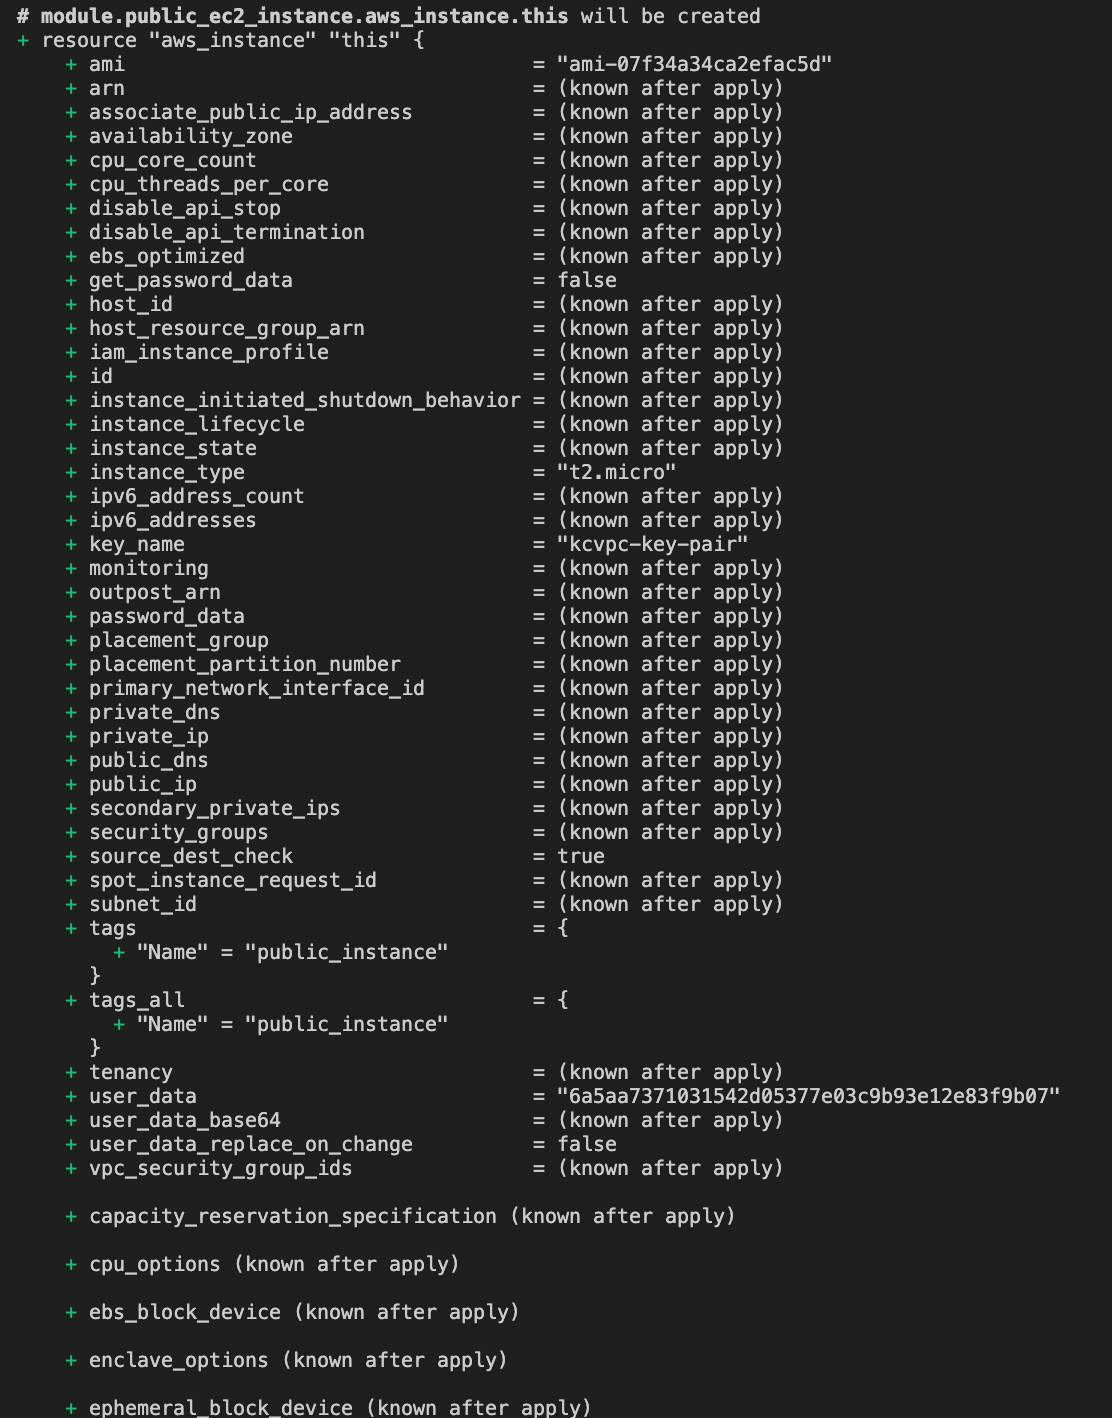 # module.public_ec2_instance.aws_instance.this will be created
+ resource "aws_instance" "this" {
+ ami = "ami-07f34a34ca2efac5d"
+ arn = (known after apply)
+ associate_public_ip_address = (known after apply)
+ availability_zone = (known after apply)
+ cpu_core_count = (known after apply)
+ cpu_threads_per_core = (known after apply)
+ disable_api_stop = (known after apply)
+ disable_api_termination = (known after apply)
+ ebs_optimized = (known after apply)
+ get_password_data = false
+ host_id = (known after apply)
+ host_resource_group_arn = (known after apply)
+ iam_instance_profile = (known after apply)
+ id = (known after apply)
+ instance_initiated_shutdown_behavior = (known after apply)
+ instance_lifecycle = (known after apply)
+ instance_state = (known after apply)
+ instance_type = "t2.micro"
+ ipv6_address_count = (known after apply)
+ ipv6_addresses = (known after apply)
+ key_name = "kcvpc-key-pair"
+ monitoring = (known after apply)
+ outpost_arn = (known after apply)
+ password_data = (known after apply)
+ placement_group = (known after apply)
+ placement_partition_number = (known after apply)
+ primary_network_interface_id = (known after apply)
+ private_dns = (known after apply)
+ private_ip = (known after apply)
+ public_dns = (known after apply)
+ public_ip = (known after apply)
+ secondary_private_ips = (known after apply)
+ security_groups = (known after apply)
+ source_dest_check = true
+ spot_instance_request_id = (known after apply)
+ subnet_id = (known after apply)
+ tags = {
+ "Name" = "public_instance"
}
+ tags_all = {
+ "Name" = "public_instance"
}
+ tenancy = (known after apply)
+ user_data = "6a5aa7371031542d05377e03c9b93e12e83f9b07"
+ user_data_base64 = (known after apply)
+ user_data_replace_on_change = false
+ vpc_security_group_ids = (known after apply)
+ capacity_reservation_specification (known after apply)
+ cpu_options (known after apply)
+ ebs_block_device (known after apply)
+ enclave_options (known after apply)
+ ephemeral_block_device (known after apply)